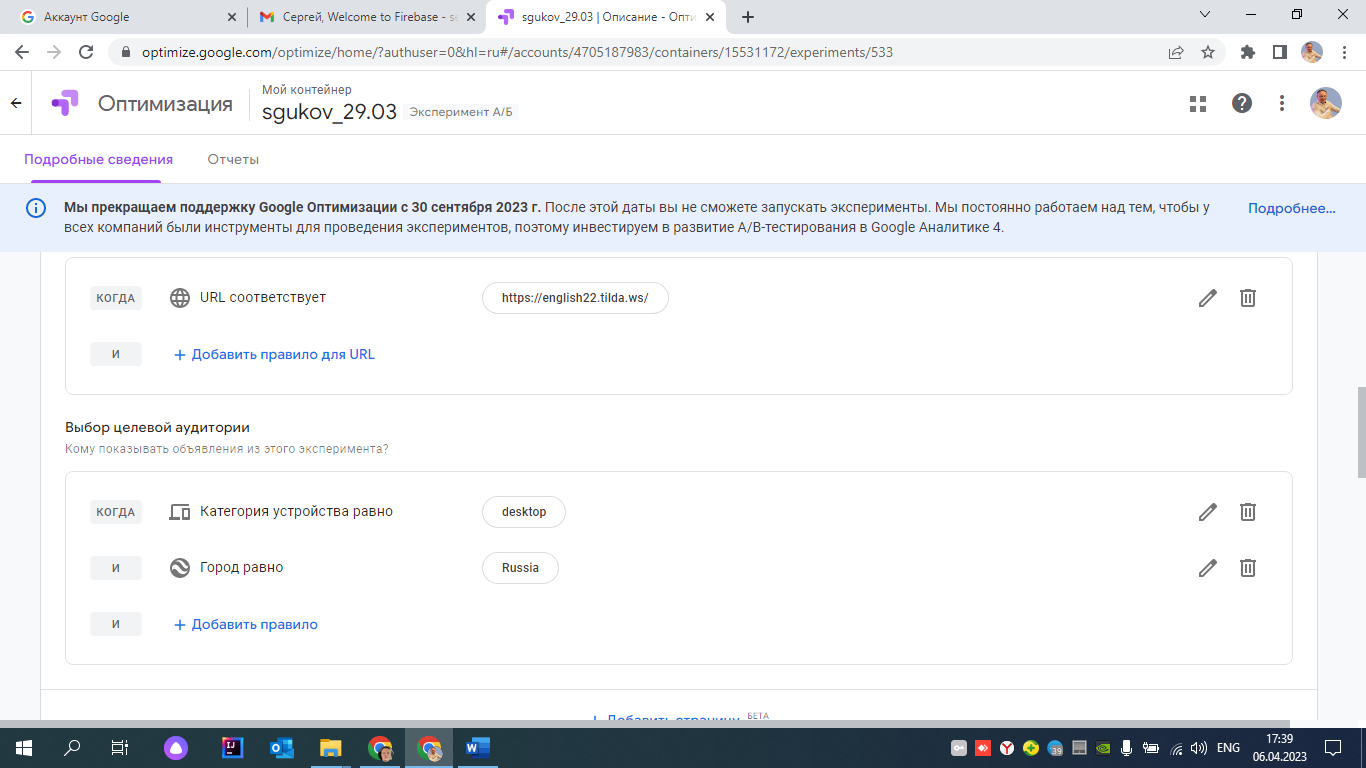 Аккаунт Google
Сергей, Welcome to Firebase - se
sgukov_29.03 | Описание - Опти
optimize.google.com/optimize/home/?authuser=0&hl=ru#/accounts/4705187983/containers/15531172/experiments/533
Оптимизация
Мой контейнер
sgukov_29.03 Эксперимент А/Б
Подробные сведения Отчеты
Мы прекращаем поддержку Google Оптимизации с 30 сентября 2023 г. После этой даты вы не сможете запускать эксперименты. Мы постоянно работаем над тем, чтобы у
всех компаний были инструменты для проведения экспериментов, поэтому инвестируем в развитие A/B-тестирования в Google Аналитике 4.
Подробнее...
КОГДА URL соответствует https://english22.tilda.ws/
И + Добавить правило для URL
Выбор целевой аудитории
Кому показывать объявления из этого эксперимента?
КОГДА Категория устройства равно desktop
И Город равно Russia
И + Добавить правило
+ Добавить страницу БЕТА
39
ENG
17:39
06.04.2023